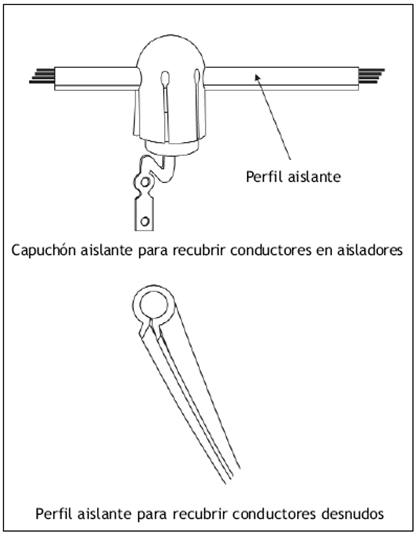 Perfil aislante
Capuchón aislante para recubrir conductores en aisladores
Perfil aislante para recubrir conductores desnudos